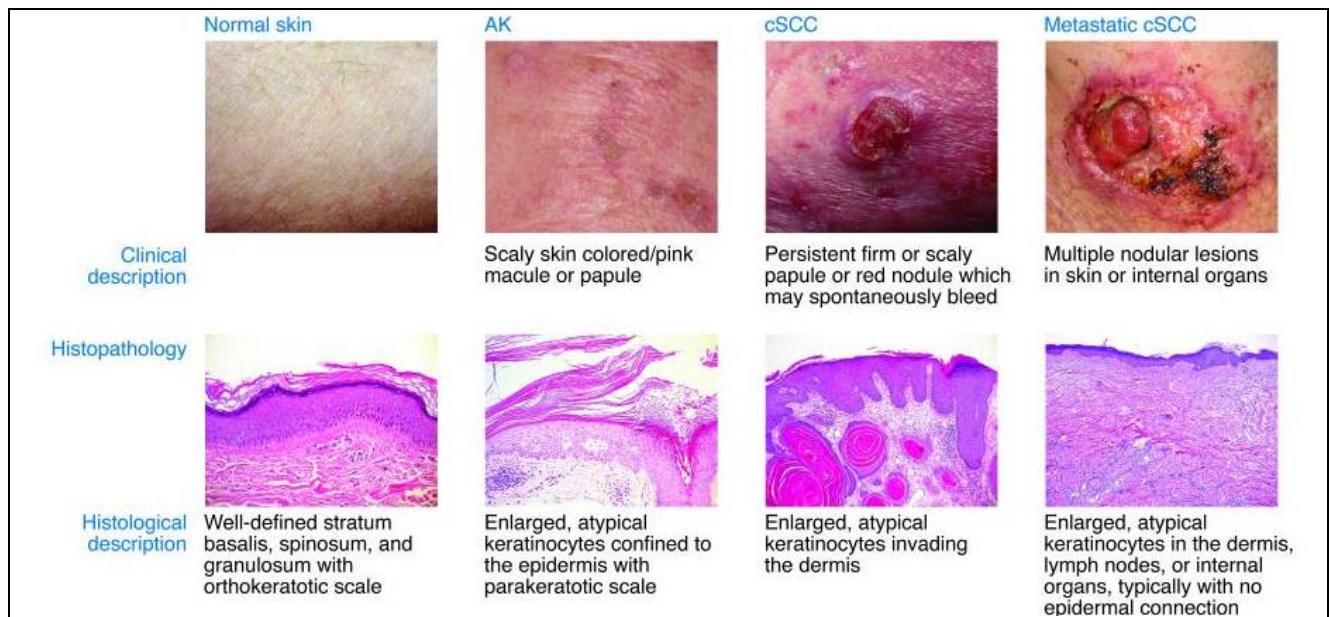 Normal skin
AK
cSCC
Metastatic cSCC
Clinical
description
Scaly skin colored/pink
macule or papule
Persistent firm or scaly
papule or red nodule which
may spontaneously bleed
Multiple nodular lesions
in skin or internal organs
Histopathology
Histological
description
Well-defined stratum
basalis, spinosum, and
granulosum with
orthokeratotic scale
Enlarged, atypical
keratinocytes confined to
the epidermis with
parakeratotic scale
Enlarged, atypical
keratinocytes invading
the dermis
Enlarged, atypical
keratinocytes in the dermis,
lymph nodes, or internal
organs, typically with no
epidermal connection